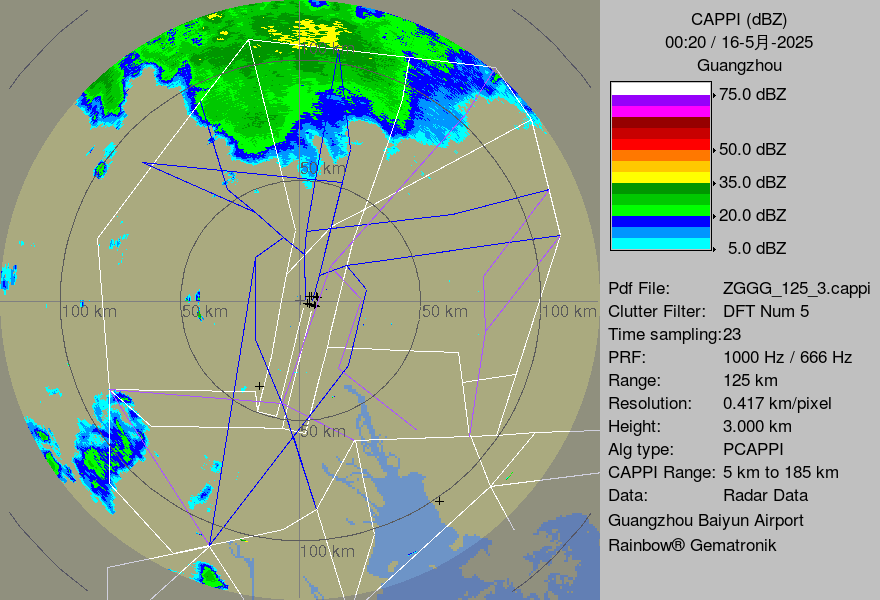 CAPPI (dBZ)
00:20 / 16-5月-2025
Guangzhou
75.0 dBZ
50.0 dBZ
35.0 dBZ
20.0 dBZ
5.0 dBZ
50 km
100 km
50 km
50 km
100 km
50 km
100 km
Pdf File: ZGGG_125_3.cappi
Clutter Filter: DFT Num 5
Time sampling:23
PRF: 1000 Hz / 666 Hz
Range: 125 km
Resolution: 0.417 km/pixel
Height: 3.000 km
Alg type: PCAPPI
CAPPI Range: 5 km to 185 km
Data: Radar Data
Guangzhou Baiyun Airport
Rainbow® Gematronik